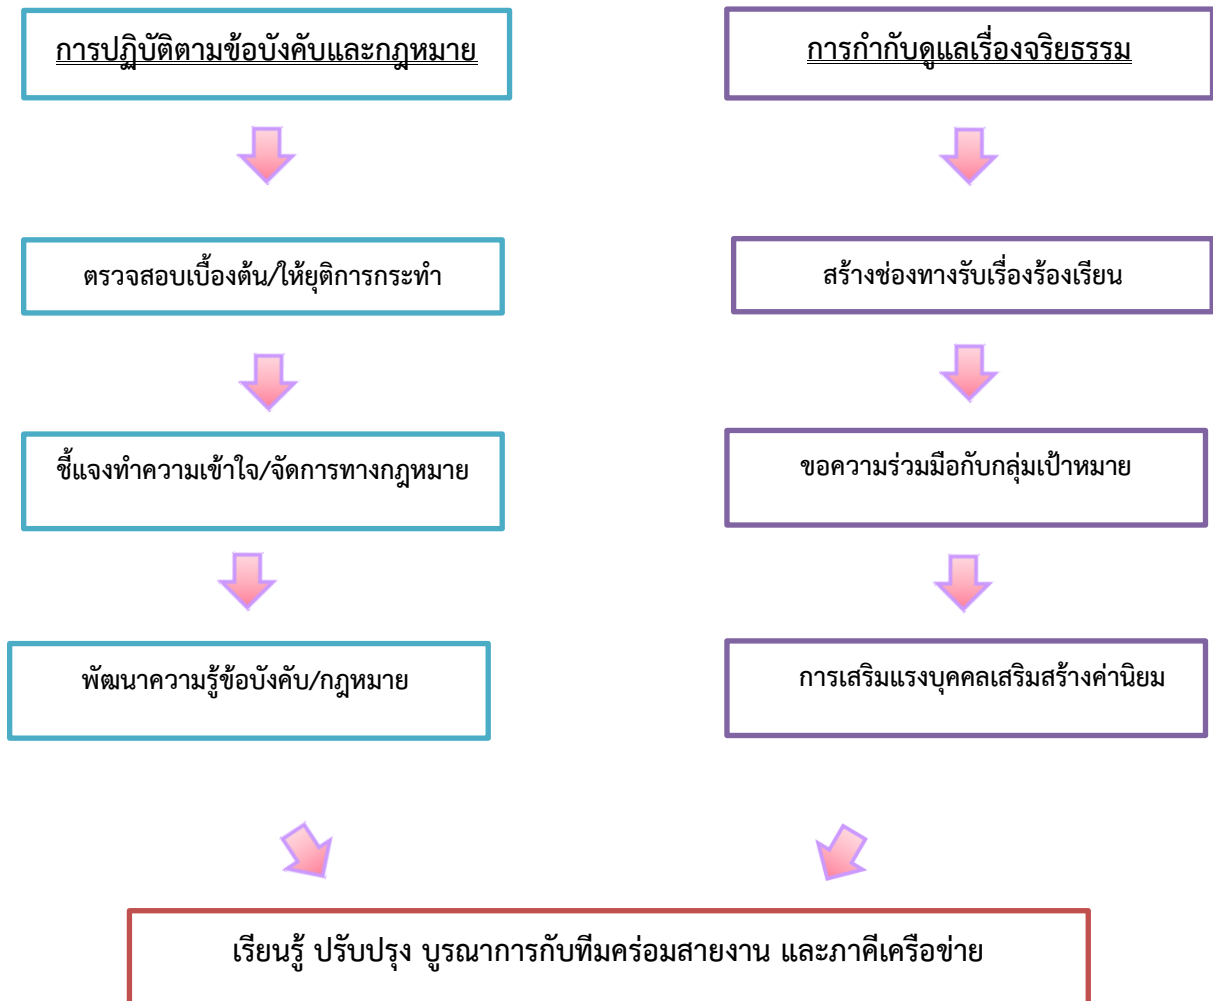 การปฏิบัติตามข้อบังคับและกฎหมาย
ตรวจสอบเบื้องต้น/ให้ยุติการกระทำ
ชี้แจงทำความเข้าใจ/จัดการทางกฎหมาย
พัฒนาความรู้ข้อบังคับ/กฎหมาย
การกำกับดูแลเรื่องจริยธรรม
สร้างช่องทางรับเรื่องร้องเรียน
ขอความร่วมมือกับกลุ่มเป้าหมาย
การเสริมแรงบุคคลเสริมสร้างค่านิยม
เรียนรู้ ปรับปรุง บูรณาการกับทีมคร่อมสายงาน และภาคีเครือข่าย